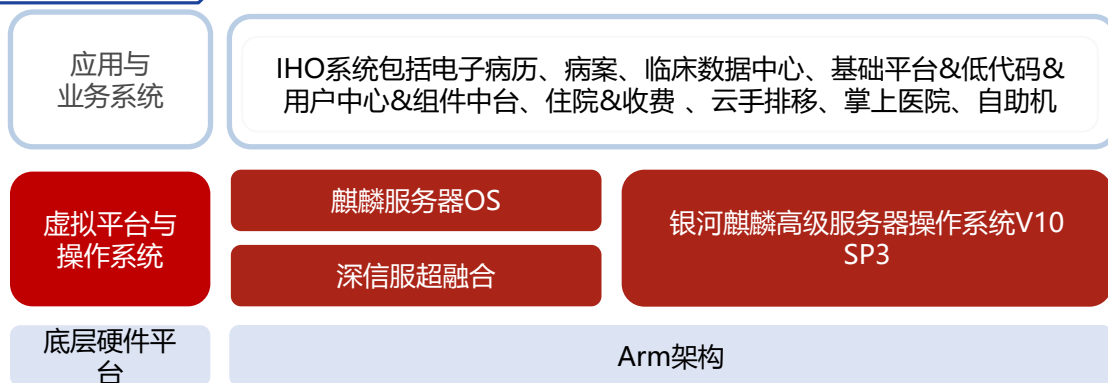 应用与
业务系统
IHO系统包括电子病历、病案、临床数据中心、基础平台&低代码&
用户中心&组件中台、住院&收费 、云手排移、掌上医院、自助机
虚拟平台与
操作系统
麒麟服务器OS
深信服超融合
银河麒麟高级服务器操作系统V10
SP3
底层硬件平
台
Arm架构